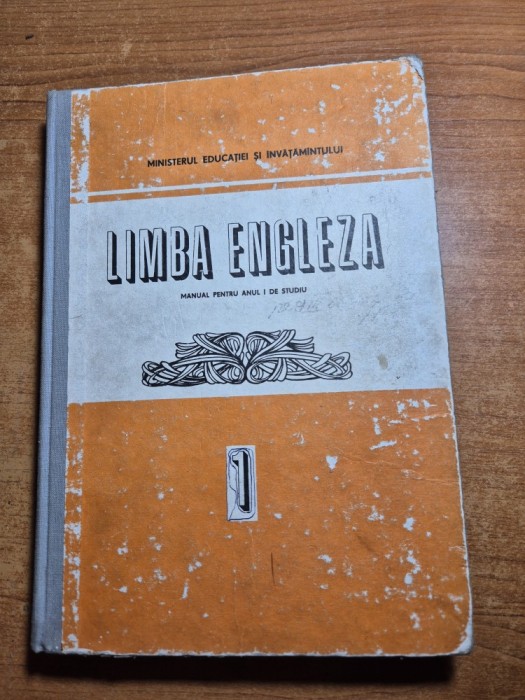 MINISTERUL EDUCAȚIEI ȘI ÎNVĂȚĂMÎNTULUI
LIMBA ENGLEZA
MANUAL PENTRU ANUL I DE STUDIU
1